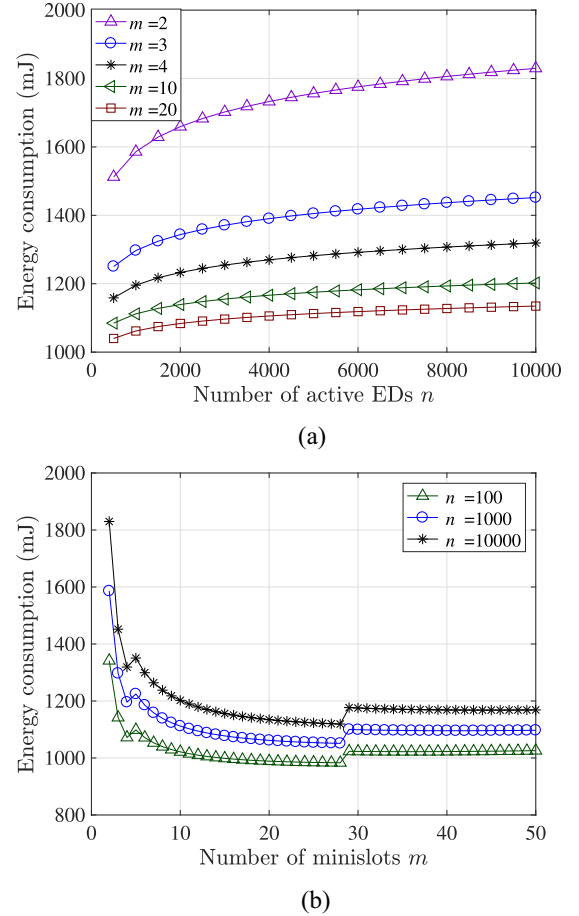 2000
1800
1600
1400
1200
1000
Energy consumption (mJ)
m =2
m =3
m =4
m =10
m =20
0 2000 4000 6000 8000 10000
Number of active EDs n
(a)
2000
1800
1600
1400
1200
1000
800
Energy consumption (mJ)
n =100
n =1000
n =10000
0 10 20 30 40 50
Number of minislots m
(b)